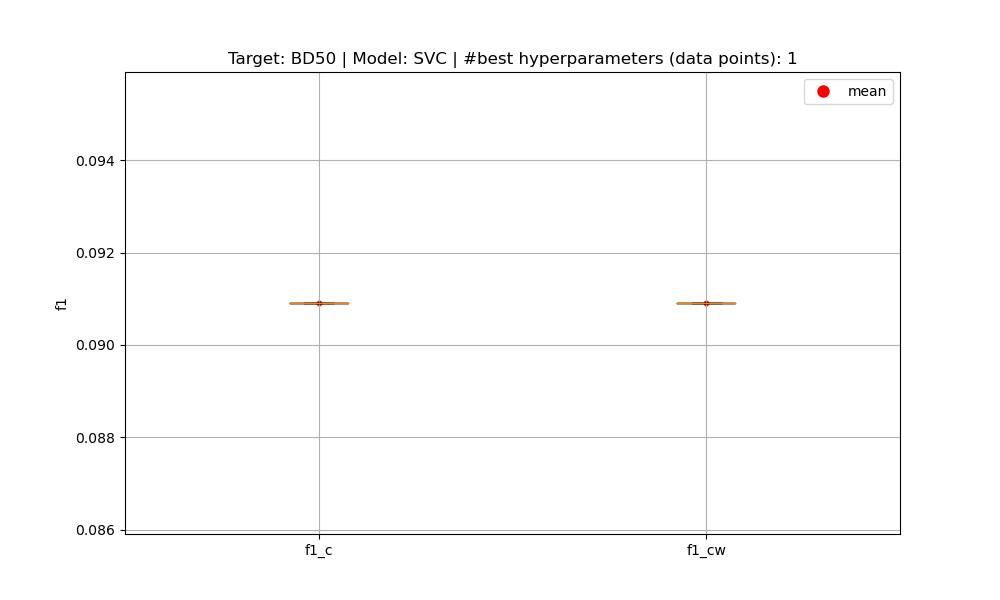 Target: BD50 | Model: SVC | #best hyperparameters (data points): 1
mean
0.094
0.092
0.090
0.088
0.086
f1
f1_c
f1_cw